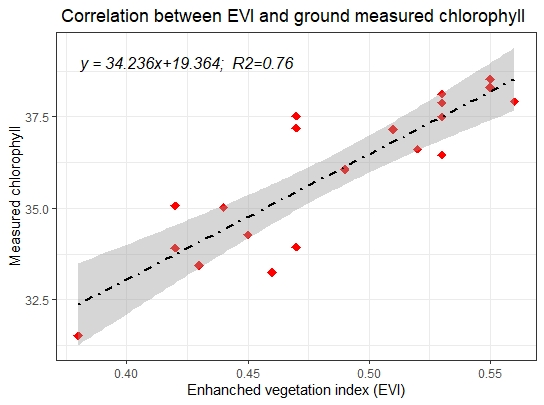 Correlation between EVI and ground measured chlorophyll
y = 34.236x+19.364;  R2=0.76
Measured chlorophyll
37.5
35.0
32.5
0.40
0.45
0.50
0.55
Enhanched vegetation index (EVI)